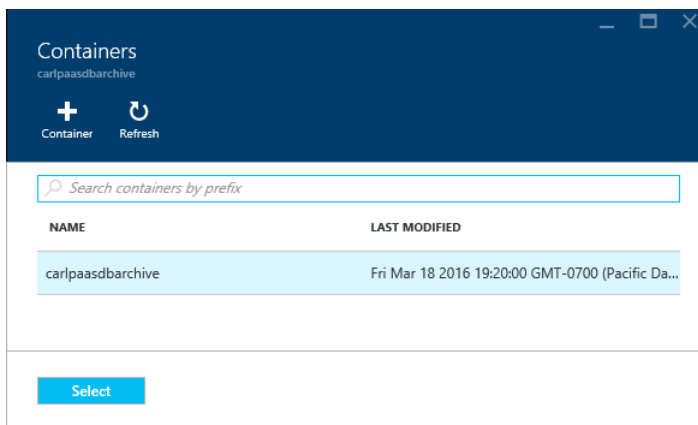 Containers
carlpaasdbarchive
Container Refresh
Search containers by prefix
NAME LAST MODIFIED
carlpaasdbarchive Fri Mar 18 2016 19:20:00 GMT-0700 (Pacific Da...
Select